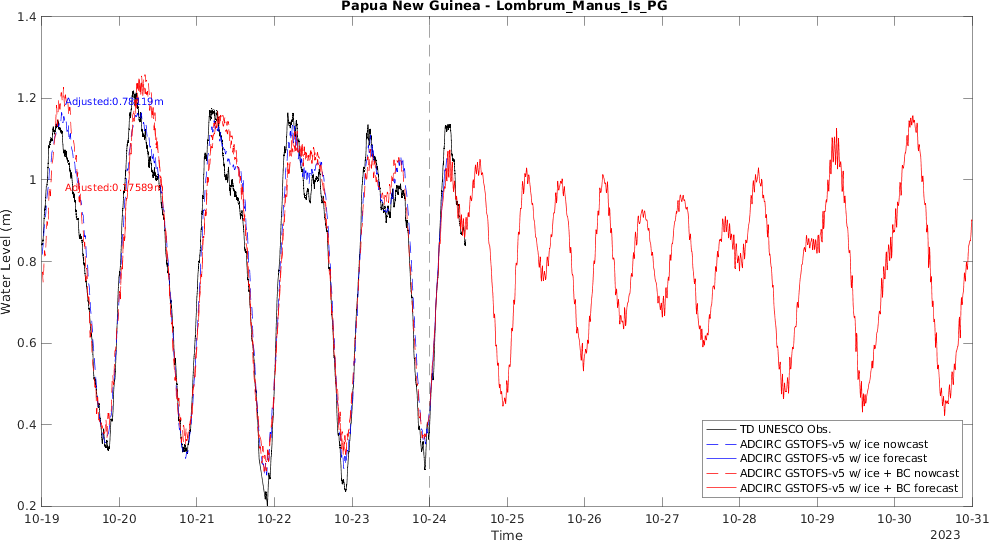 Papua New Guinea - Lombrum_Manus_Is_PG
1.4
1.2
1
0.8
0.6
0.4
0.2
Water Level (m)
Adjusted:0.78119m
Adjusted:0.17589m
TD UNESCO Obs.
ADCIRC GSTOFS-v5 w/ ice nowcast
ADCIRC GSTOFS-v5 w/ ice forecast
ADCIRC GSTOFS-v5 w/ ice + BC nowcast
ADCIRC GSTOFS-v5 w/ ice + BC forecast
10-19 10-20 10-21 10-22 10-23 10-24 10-25 10-26 10-27 10-28 10-29 10-30 10-31
Time
2023